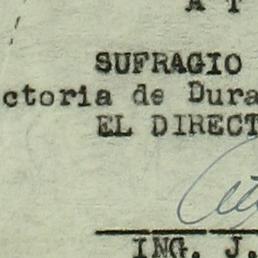 A T
SUFRAGIO
ctoria de Dura
EL DIRECT
ING. J.